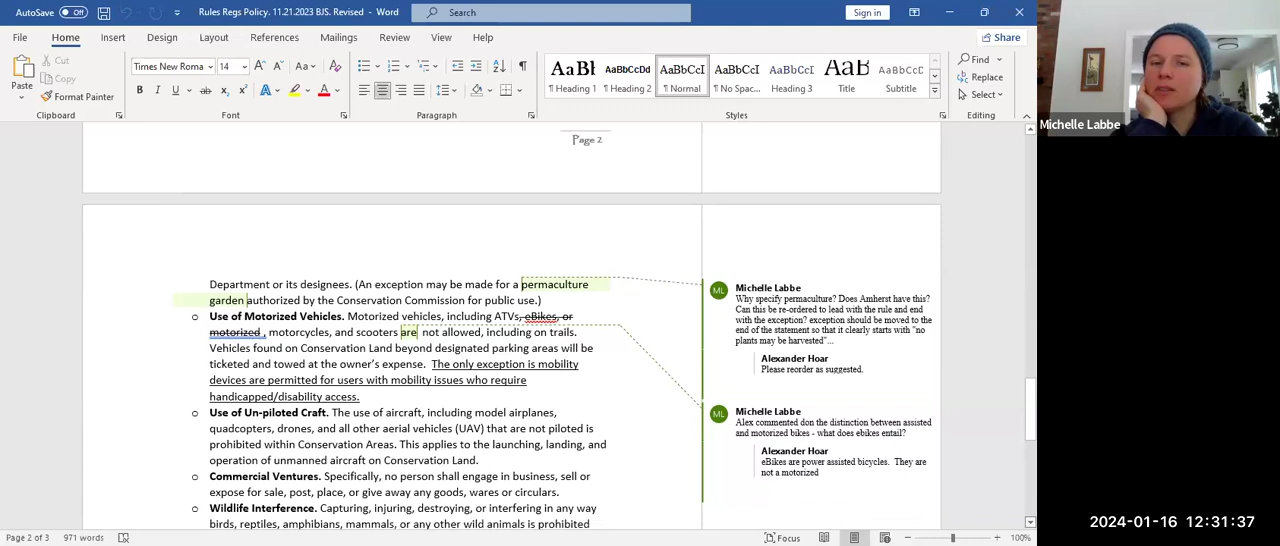 AutoSave Off Rules Regs Policy. 11.21.2023 BJS. Revised - Word Search Sign in
File Home Insert Design Layout References Mailings Review View Help Share
Paste Cut Copy Format Painter
Times New Roma 14
AaBb AaBbCcDd AaBbCcI AaBbCcI AaBbCcI AaB AaBbCcD
¶ Heading 1 ¶ Heading 2 ¶ Normal ¶ No Spac... Heading 3 Title Subtitle
Find Replace Select
Clipboard Font Paragraph Styles Editing
Michelle Labbe
Page 2
Department or its designees. (An exception may be made for a permaculture
garden authorized by the Conservation Commission for public use.)
o Use of Motorized Vehicles. Motorized vehicles, including ATVs, eBikes, or
motorized , motorcycles, and scooters are not allowed, including on trails.
Vehicles found on Conservation Land beyond designated parking areas will be
ticketed and towed at the owner's expense. The only exception is mobility
devices are permitted for users with mobility issues who require
handicapped/disability access.
o Use of Un-piloted Craft. The use of aircraft, including model airplanes,
quadcopters, drones, and all other aerial vehicles (UAV) that are not piloted is
prohibited within Conservation Areas. This applies to the launching, landing, and
operation of unmanned aircraft on Conservation Land.
o Commercial Ventures. Specifically, no person shall engage in business, sell or
expose for sale, post, place, or give away any goods, wares or circulars.
o Wildlife Interference. Capturing, injuring, destroying, or interfering in any way
birds, reptiles, amphibians, mammals, or any other wild animals is prohibited
ML Michelle Labbe
Why specify permaculture? Does Amherst have this?
Can this be re-ordered to lead with the rule and end
with the exception? exception should be moved to the
end of the statement so that it clearly starts with "no
plants may be harvested"...
Alexander Hoar
Please reorder as suggested.
ML Michelle Labbe
Alex commented don the distinction between assisted
and motorized bikes - what does ebikes entail?
Alexander Hoar
eBikes are power assisted bicycles. They are
not a motorized
2024-01-16 12:31:37
Page 2 of 3 971 words Focus 100%